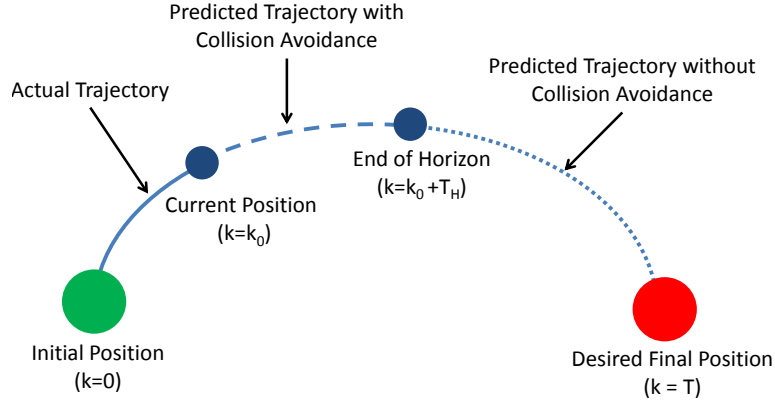 Predicted Trajectory with
Collision Avoidance
Actual Trajectory
Predicted Trajectory without
Collision Avoidance
End of Horizon
(k=k₀+T_H)
Current Position
(k=k₀)
Initial Position
(k=0)
Desired Final Position
(k = T)